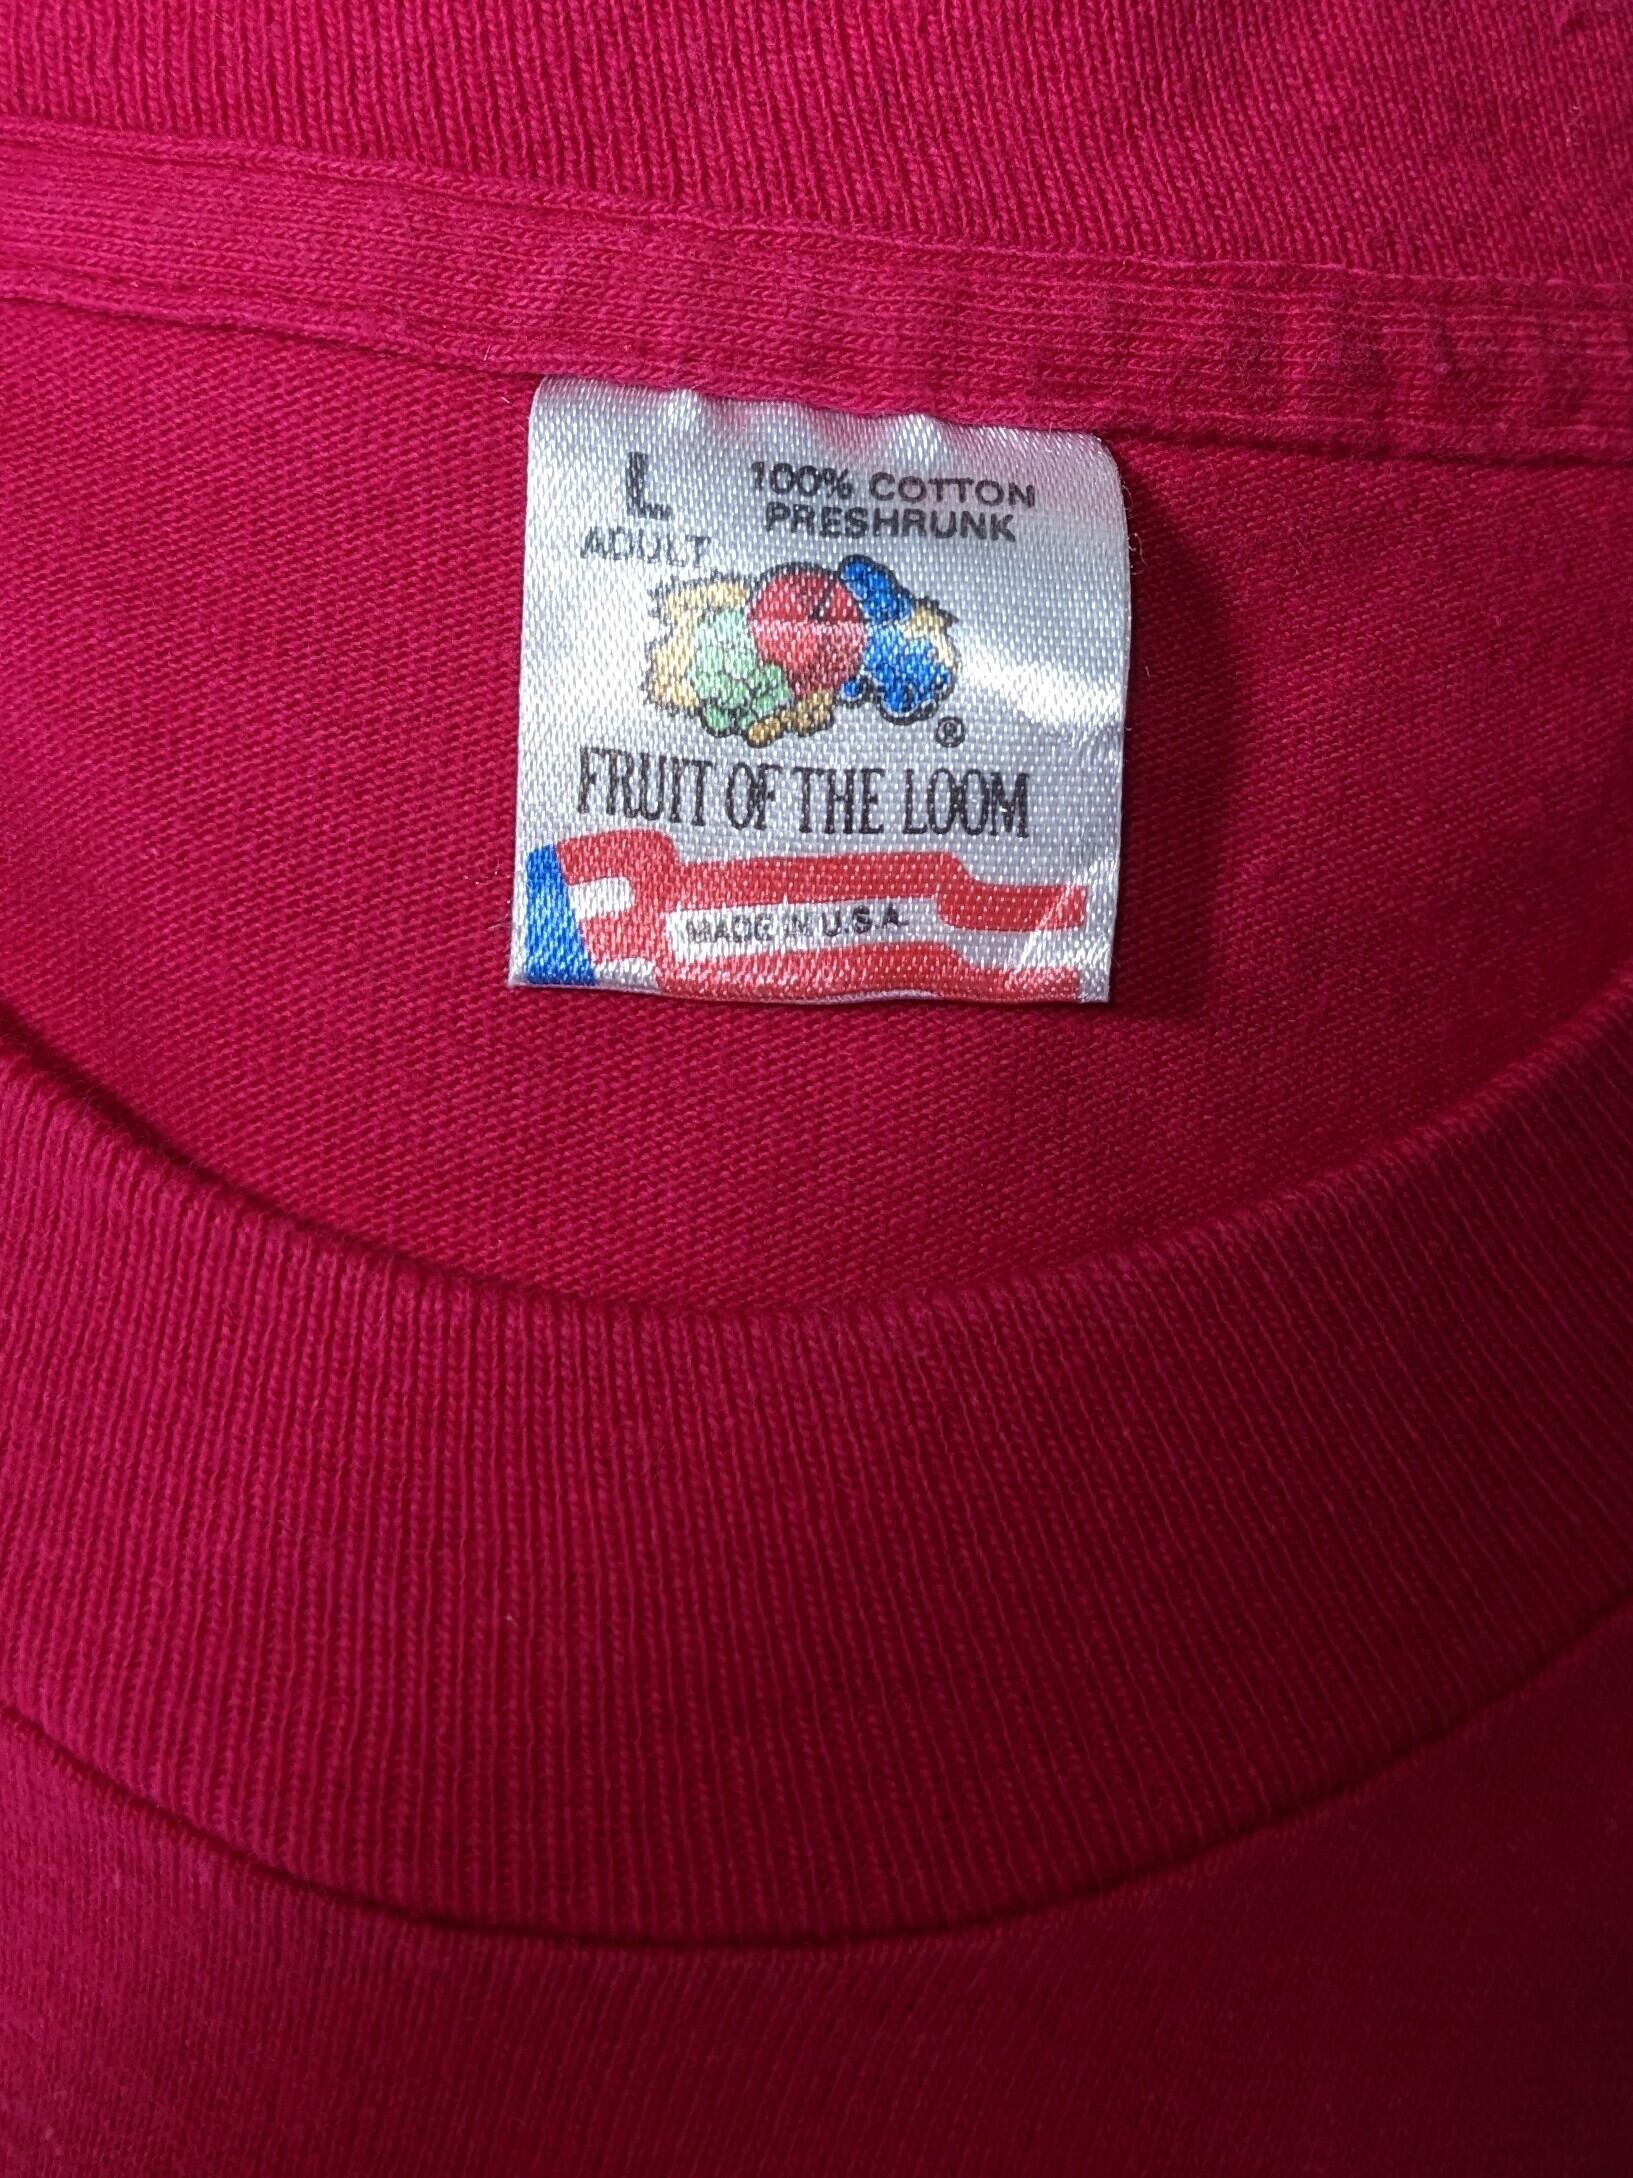 L 100% COTTON
ADULT PRESHRUNK
®
FRUIT OF THE LOOM
MADE IN U.S.A.